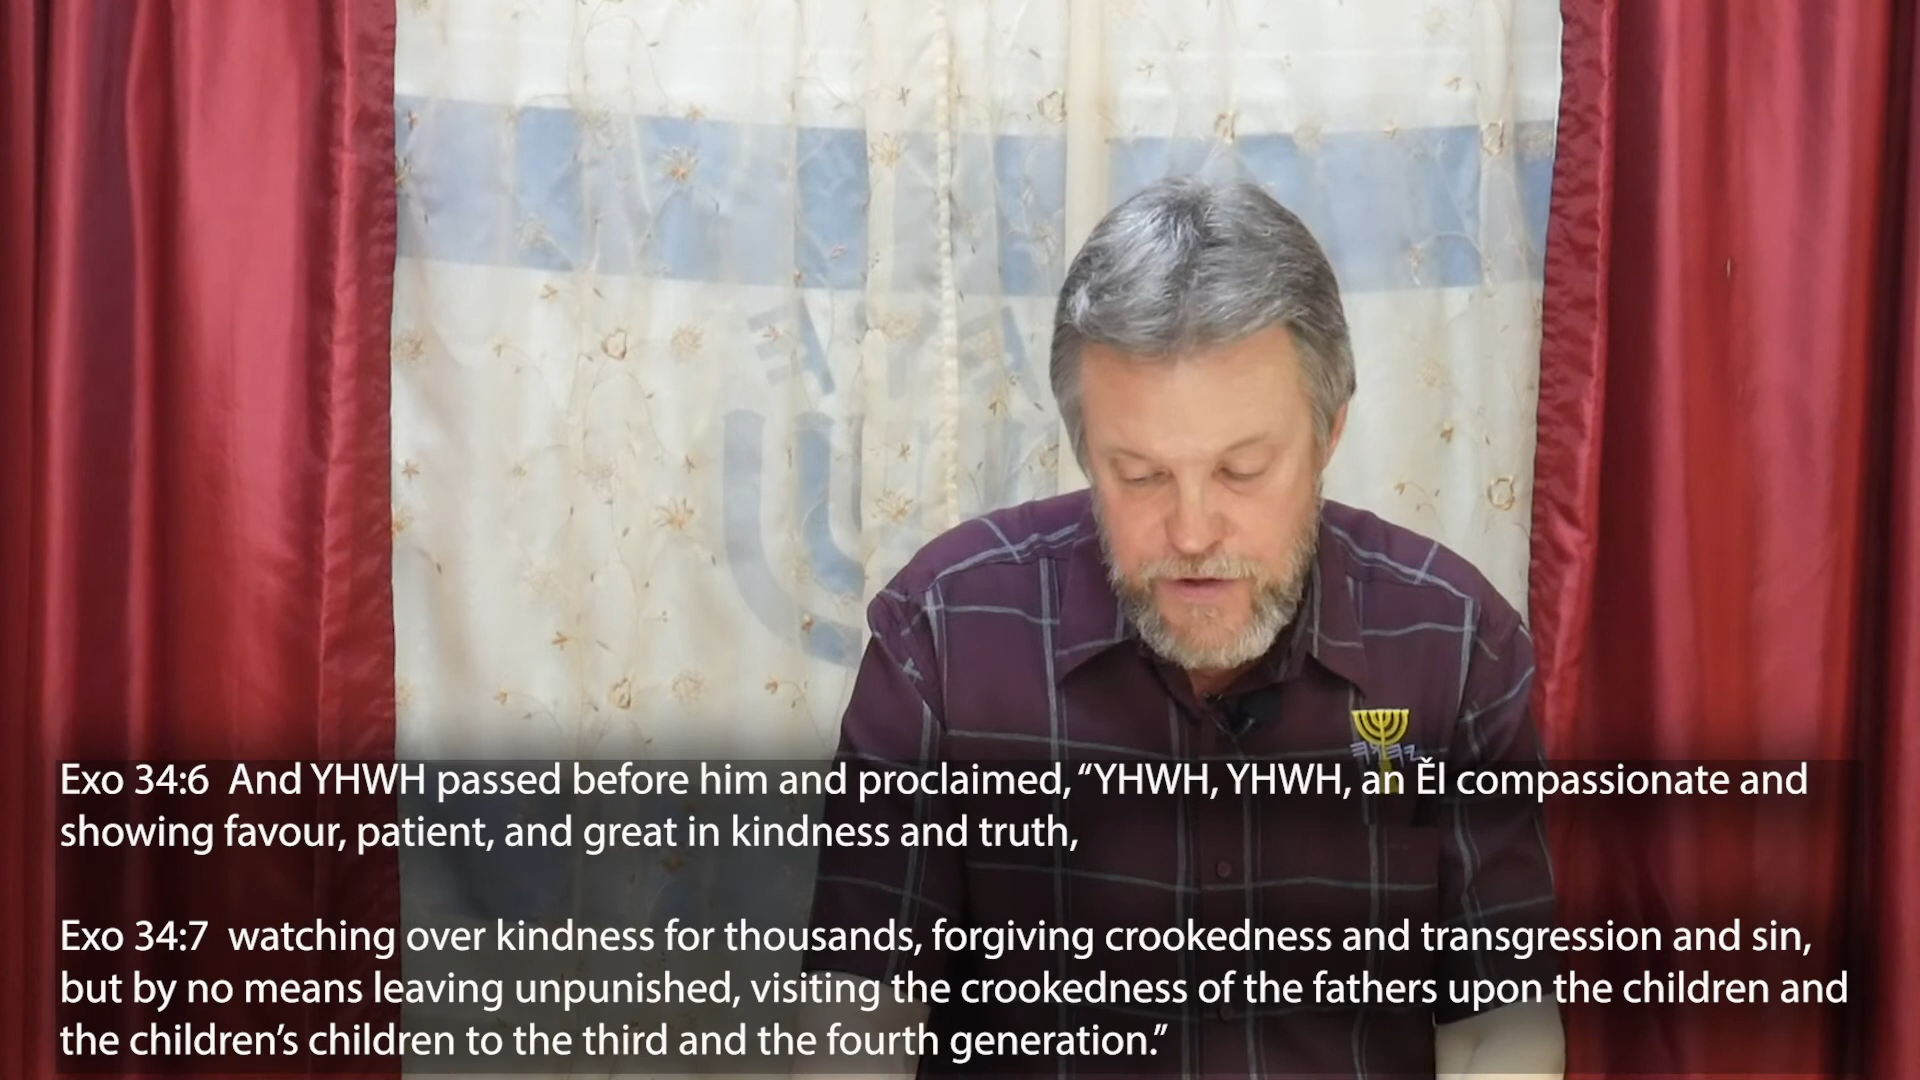 Exo 34:6  And YHWH passed before him and proclaimed, “YHWH, YHWH, an Ěl compassionate and
showing favour, patient, and great in kindness and truth,
Exo 34:7  watching over kindness for thousands, forgiving crookedness and transgression and sin,
but by no means leaving unpunished, visiting the crookedness of the fathers upon the children and
the children’s children to the third and the fourth generation.”